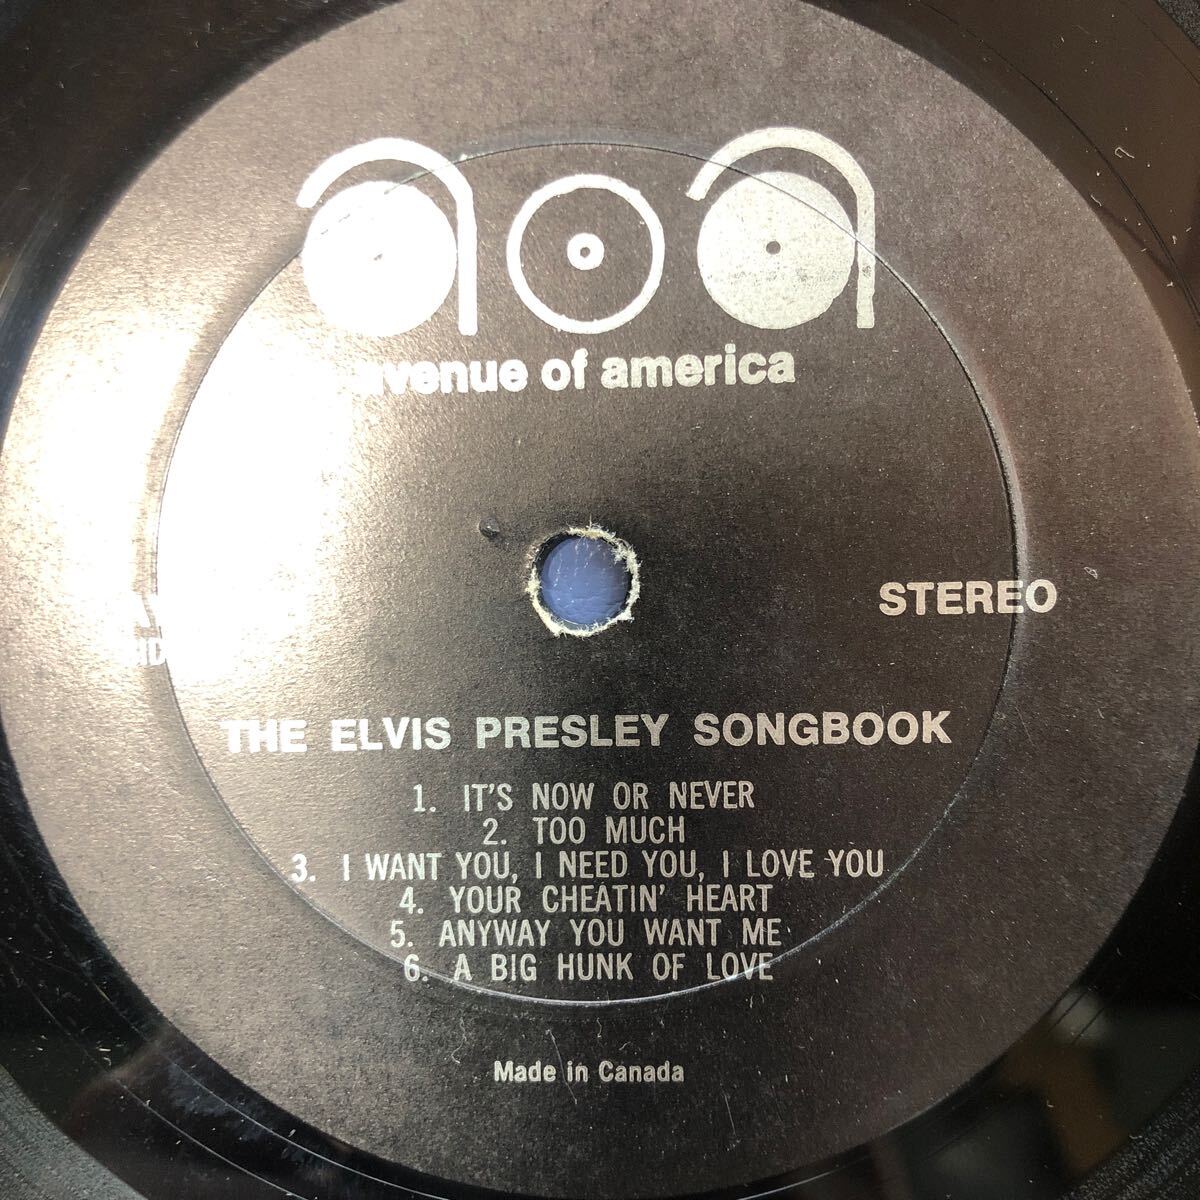 aoa
avenue of america
STEREO
THE ELVIS PRESLEY SONGBOOK
1. IT'S NOW OR NEVER
2. TOO MUCH
3. I WANT YOU, I NEED YOU, I LOVE YOU
4. YOUR CHEATIN' HEART
5. ANYWAY YOU WANT ME
6. A BIG HUNK OF LOVE
Made in Canada